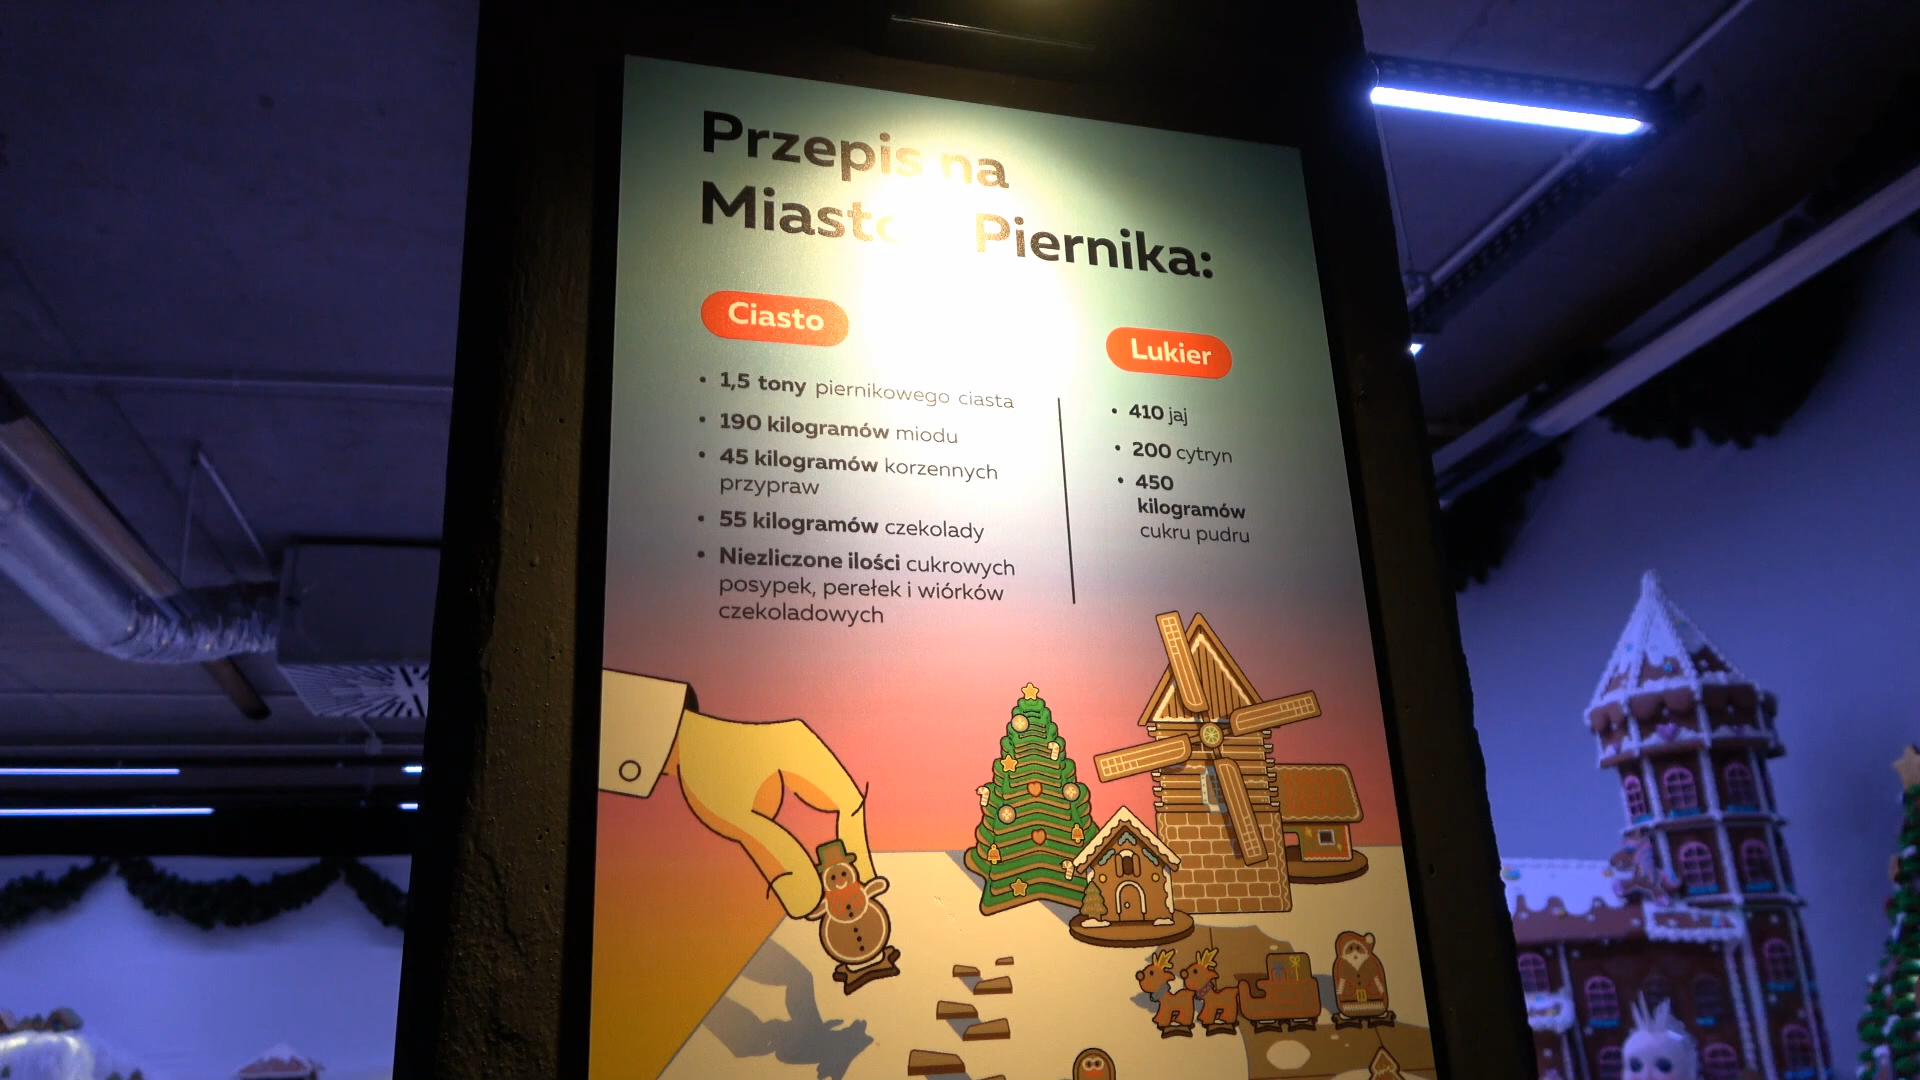 Przepis na
Miasto Piernika:
Ciasto
• 1,5 tony piernikowego ciasta
• 190 kilogramów miodu
• 45 kilogramów korzennych
przypraw
• 55 kilogramów czekolady
• Niezliczone ilości cukrowych
posypek, perełek i wiórków
czekoladowych
Lukier
• 410 jaj
• 200 cytryn
• 450
kilogramów
cukru pudru